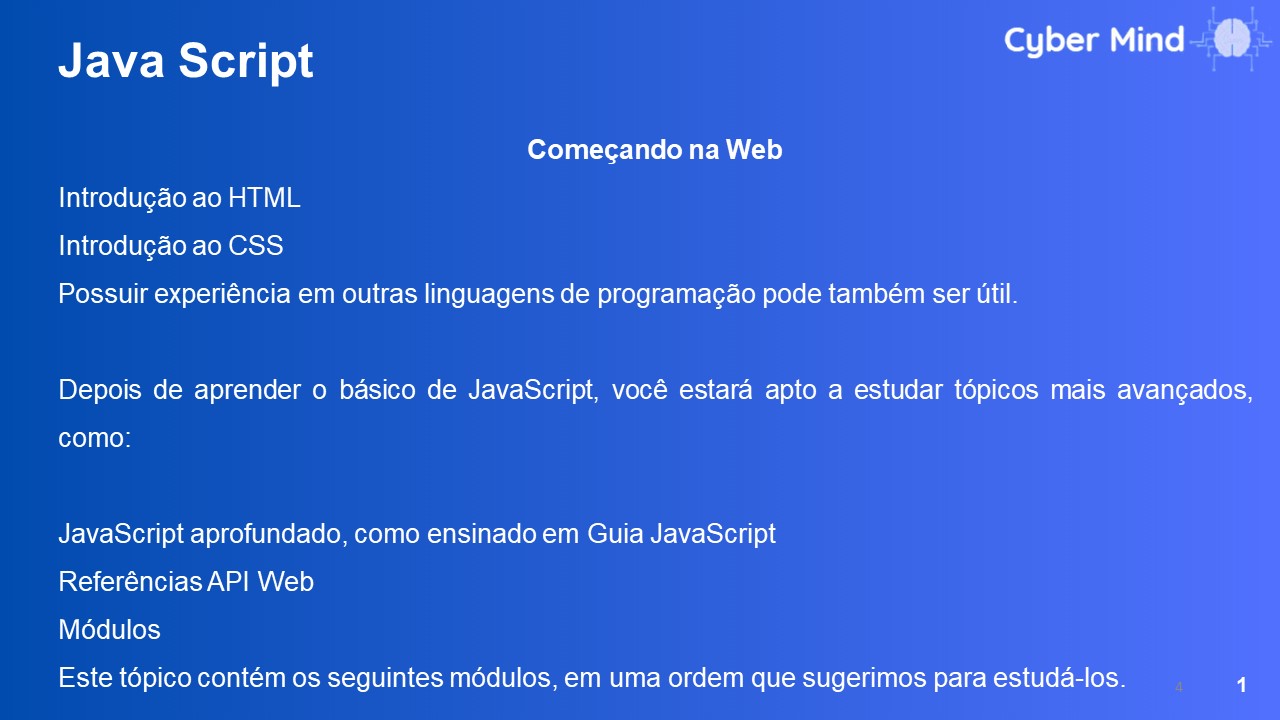 Java Script
Cyber Mind
Começando na Web
Introdução ao HTML
Introdução ao CSS
Possuir experiência em outras linguagens de programação pode também ser útil.
Depois de aprender o básico de JavaScript, você estará apto a estudar tópicos mais avançados,
como:
JavaScript aprofundado, como ensinado em Guia JavaScript
Referências API Web
Módulos
Este tópico contém os seguintes módulos, em uma ordem que sugerimos para estudá-los.
4
1